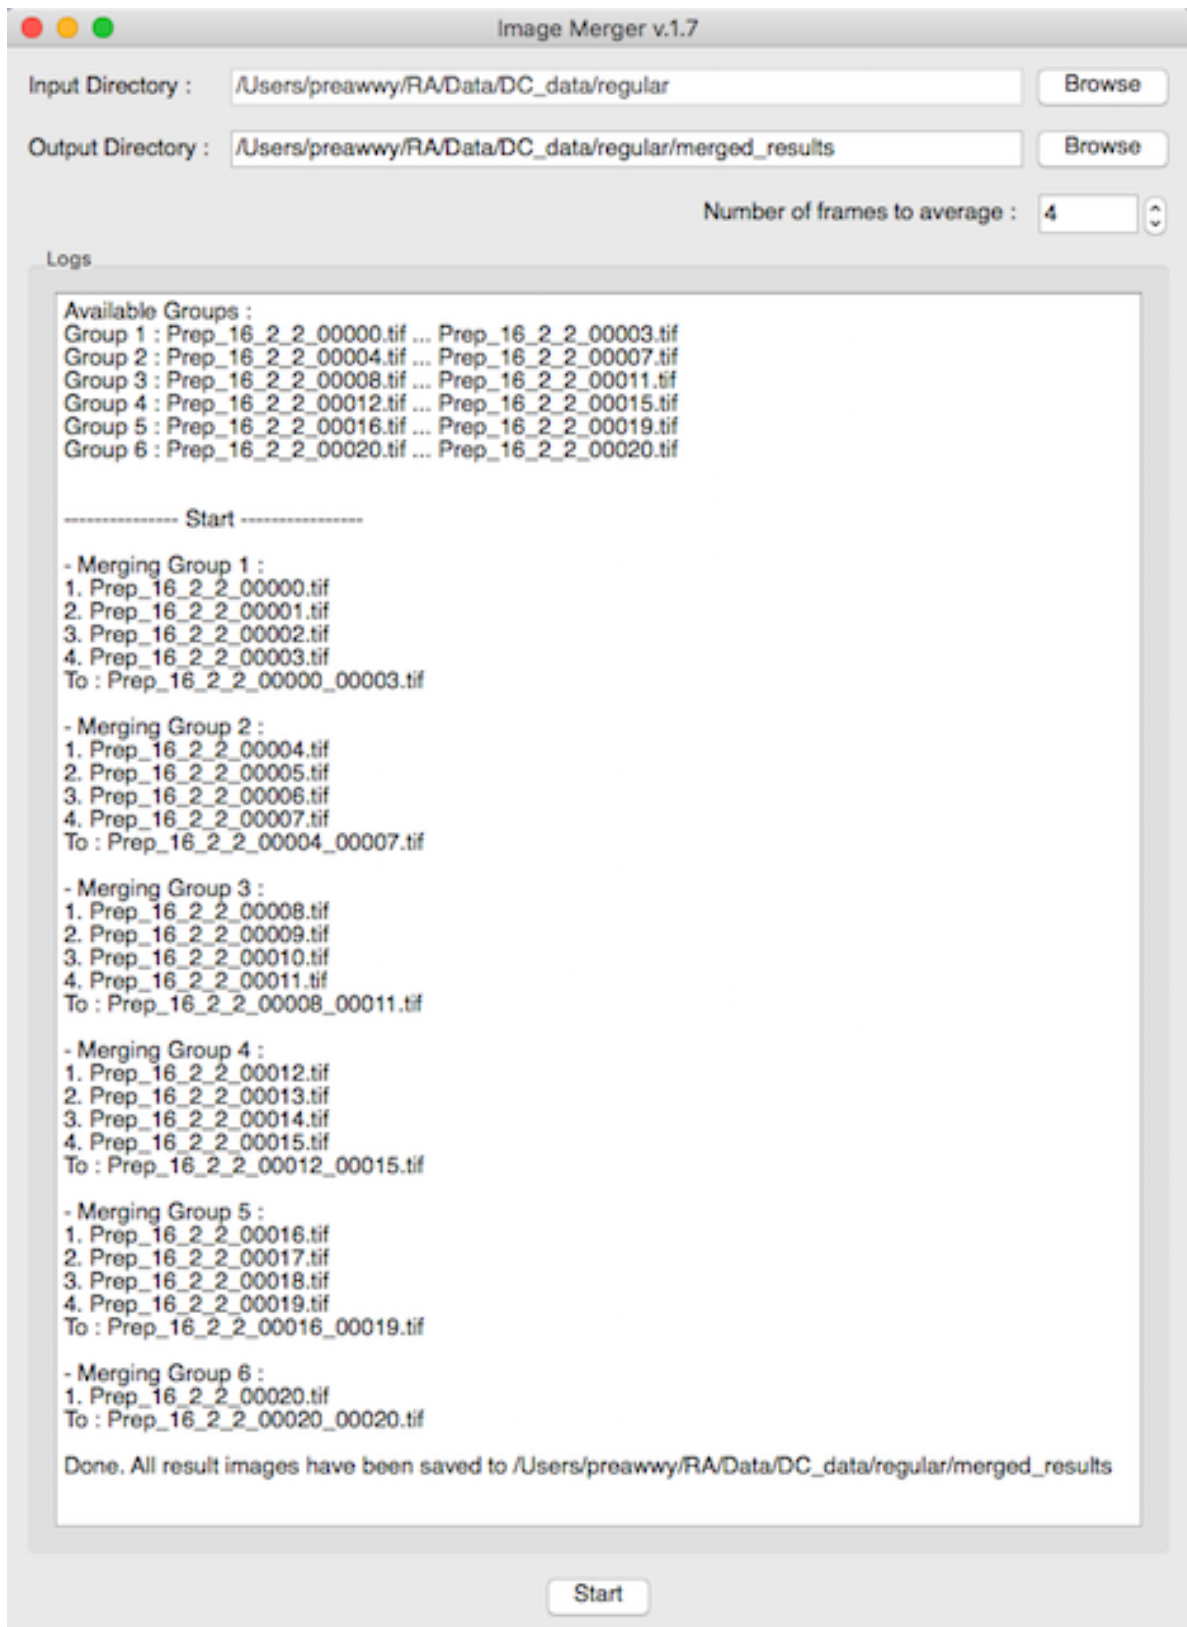 Image Merger v.1.7
Input Directory : /Users/preawwy/RA/Data/DC_data/regular Browse
Output Directory : /Users/preawwy/RA/Data/DC_data/regular/merged_results Browse
Number of frames to average : 4
Logs
Available Groups :
Group 1 : Prep_16_2_2_00000.tif ... Prep_16_2_2_00003.tif
Group 2 : Prep_16_2_2_00004.tif ... Prep_16_2_2_00007.tif
Group 3 : Prep_16_2_2_00008.tif ... Prep_16_2_2_00011.tif
Group 4 : Prep_16_2_2_00012.tif ... Prep_16_2_2_00015.tif
Group 5 : Prep_16_2_2_00016.tif ... Prep_16_2_2_00019.tif
Group 6 : Prep_16_2_2_00020.tif ... Prep_16_2_2_00020.tif
--------------- Start ----------------
- Merging Group 1 :
1. Prep_16_2_2_00000.tif
2. Prep_16_2_2_00001.tif
3. Prep_16_2_2_00002.tif
4. Prep_16_2_2_00003.tif
To : Prep_16_2_2_00000_00003.tif
- Merging Group 2 :
1. Prep_16_2_2_00004.tif
2. Prep_16_2_2_00005.tif
3. Prep_16_2_2_00006.tif
4. Prep_16_2_2_00007.tif
To : Prep_16_2_2_00004_00007.tif
- Merging Group 3 :
1. Prep_16_2_2_00008.tif
2. Prep_16_2_2_00009.tif
3. Prep_16_2_2_00010.tif
4. Prep_16_2_2_00011.tif
To : Prep_16_2_2_00008_00011.tif
- Merging Group 4 :
1. Prep_16_2_2_00012.tif
2. Prep_16_2_2_00013.tif
3. Prep_16_2_2_00014.tif
4. Prep_16_2_2_00015.tif
To : Prep_16_2_2_00012_00015.tif
- Merging Group 5 :
1. Prep_16_2_2_00016.tif
2. Prep_16_2_2_00017.tif
3. Prep_16_2_2_00018.tif
4. Prep_16_2_2_00019.tif
To : Prep_16_2_2_00016_00019.tif
- Merging Group 6 :
1. Prep_16_2_2_00020.tif
To : Prep_16_2_2_00020_00020.tif
Done. All result images have been saved to /Users/preawwy/RA/Data/DC_data/regular/merged_results
Start